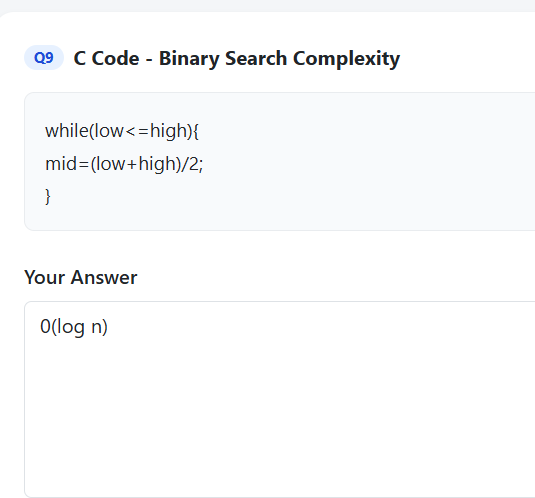 Q9 C Code - Binary Search Complexity
while(low<=high){
mid=(low+high)/2;
}
Your Answer
0(log n)